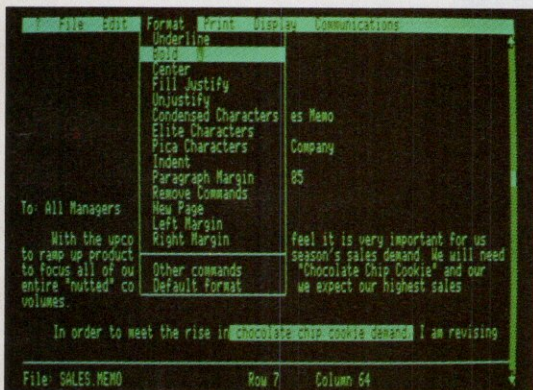 ? File Edit Format Print Display Communications
Underline
Bold
Center
Fill Justify
Unjustify
Condensed Characters es Memo
Elite Characters
Pica Characters Company
Indent
Paragraph Margin 85
Remove Commands
To: All Managers New Page
Left Margin
With the upco Right Margin feel it is very important for us
to ramp up product season's sales demand. We will need
to focus all of ou Other commands "Chocolate Chip Cookie" and our
entire "nutted" co Default format we expect our highest sales
volumes.
In order to meet the rise in chocolate chip cookie demand, I am revising
File: SALES.MEMO Row 7 Column 64